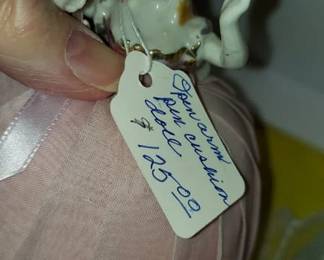 Open arm
pin cushion
doll
$125.00